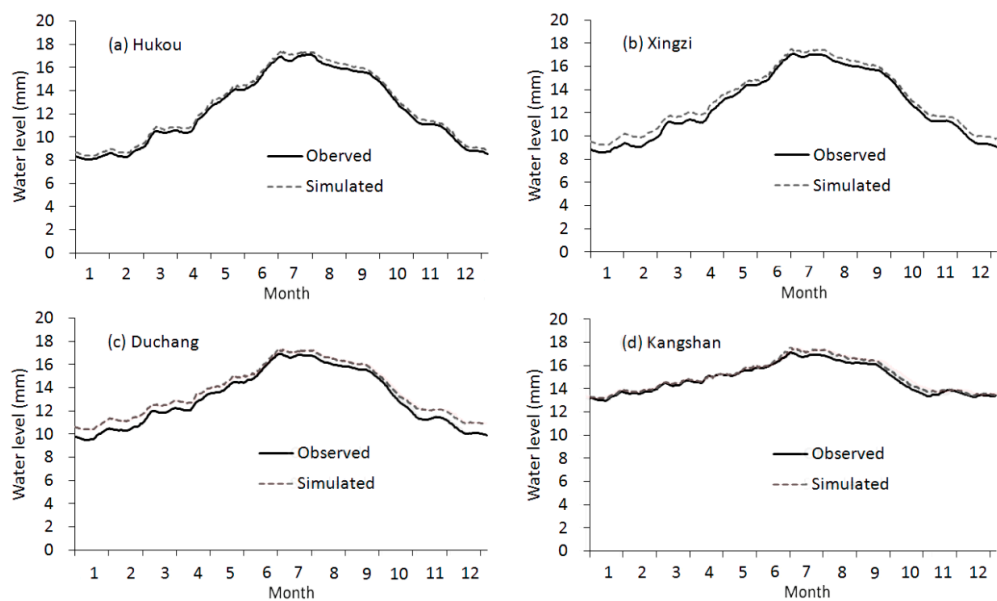 20
18
16
14
12
10
8
6
4
2
0
Water level (mm)
(a) Hukou
Oberved
Simulated
1 2 3 4 5 6 7 8 9 10 11 12
Month
20
18
16
14
12
10
8
6
4
2
0
Water level (mm)
(b) Xingzi
Observed
Simulated
1 2 3 4 5 6 7 8 9 10 11 12
Month
20
18
16
14
12
10
8
6
4
2
0
Water level (mm)
(c) Duchang
Observed
Simulated
1 2 3 4 5 6 7 8 9 10 11 12
Month
20
18
16
14
12
10
8
6
4
2
0
Water level (mm)
(d) Kangshan
Observed
Simulated
1 2 3 4 5 6 7 8 9 10 11 12
Month